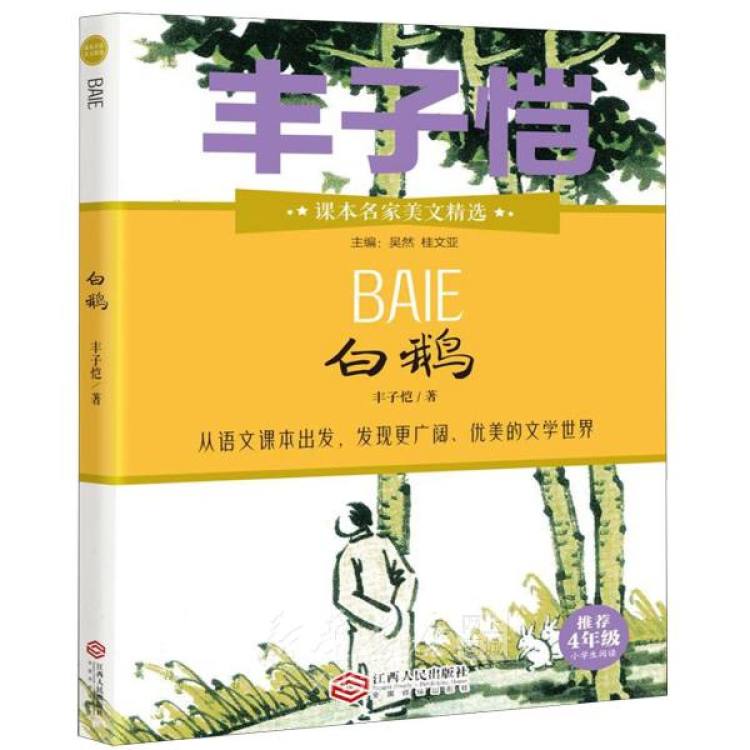 BAIE
白鹅
丰子恺/著
丰子恺
课本名家美文精选
主编：吴然 桂文亚
BAIE
白鹅
丰子恺/著
从语文课本出发，发现更广阔、优美的文学世界
推荐
4年级
小学生阅读
江西人民出版社